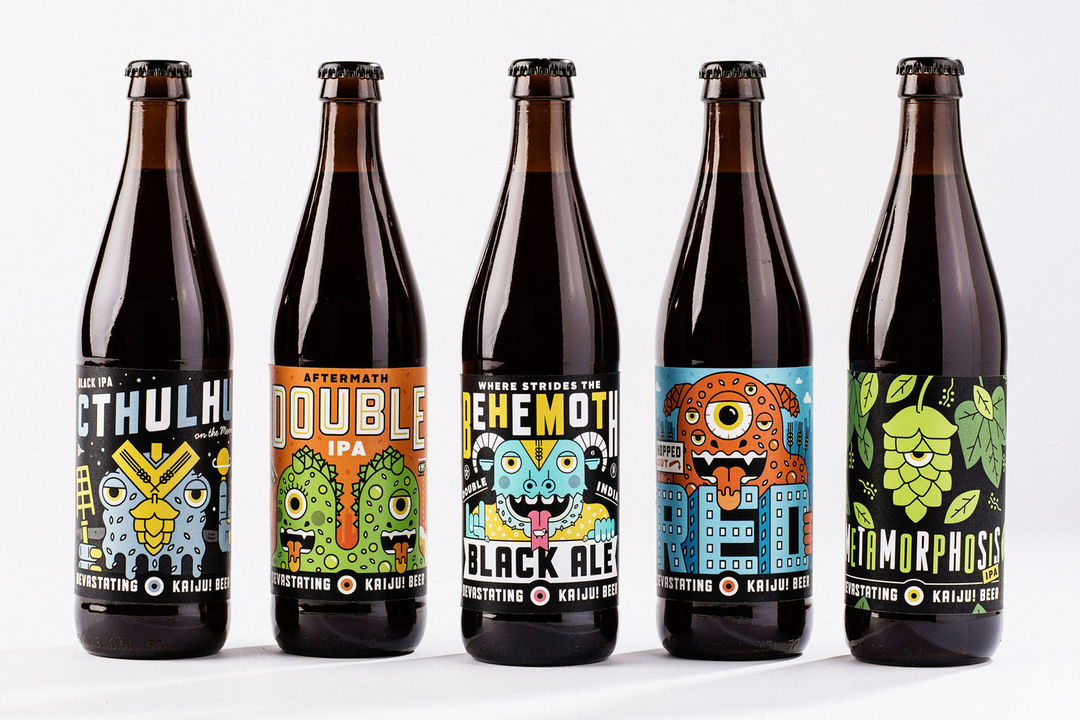 BLACK IPA
CTHULHU
on the Moon
DEVASTATING KAIJU! BEER
AFTERMATH
DOUBLE
IPA
DEVASTATING KAIJU! BEER
WHERE STRIDES THE
BEHEMOTH
DOUBLE INDIA
BLACK ALE
DEVASTATING KAIJU! BEER
HOPPED
OUT
RED
DEVASTATING KAIJU! BEER
METAMORPHOSIS
IPA
DEVASTATING KAIJU! BEER